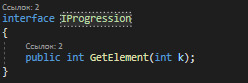 Ссылок: 2
interface IProgression
{
Ссылок: 2
public int GetElement(int k);
}